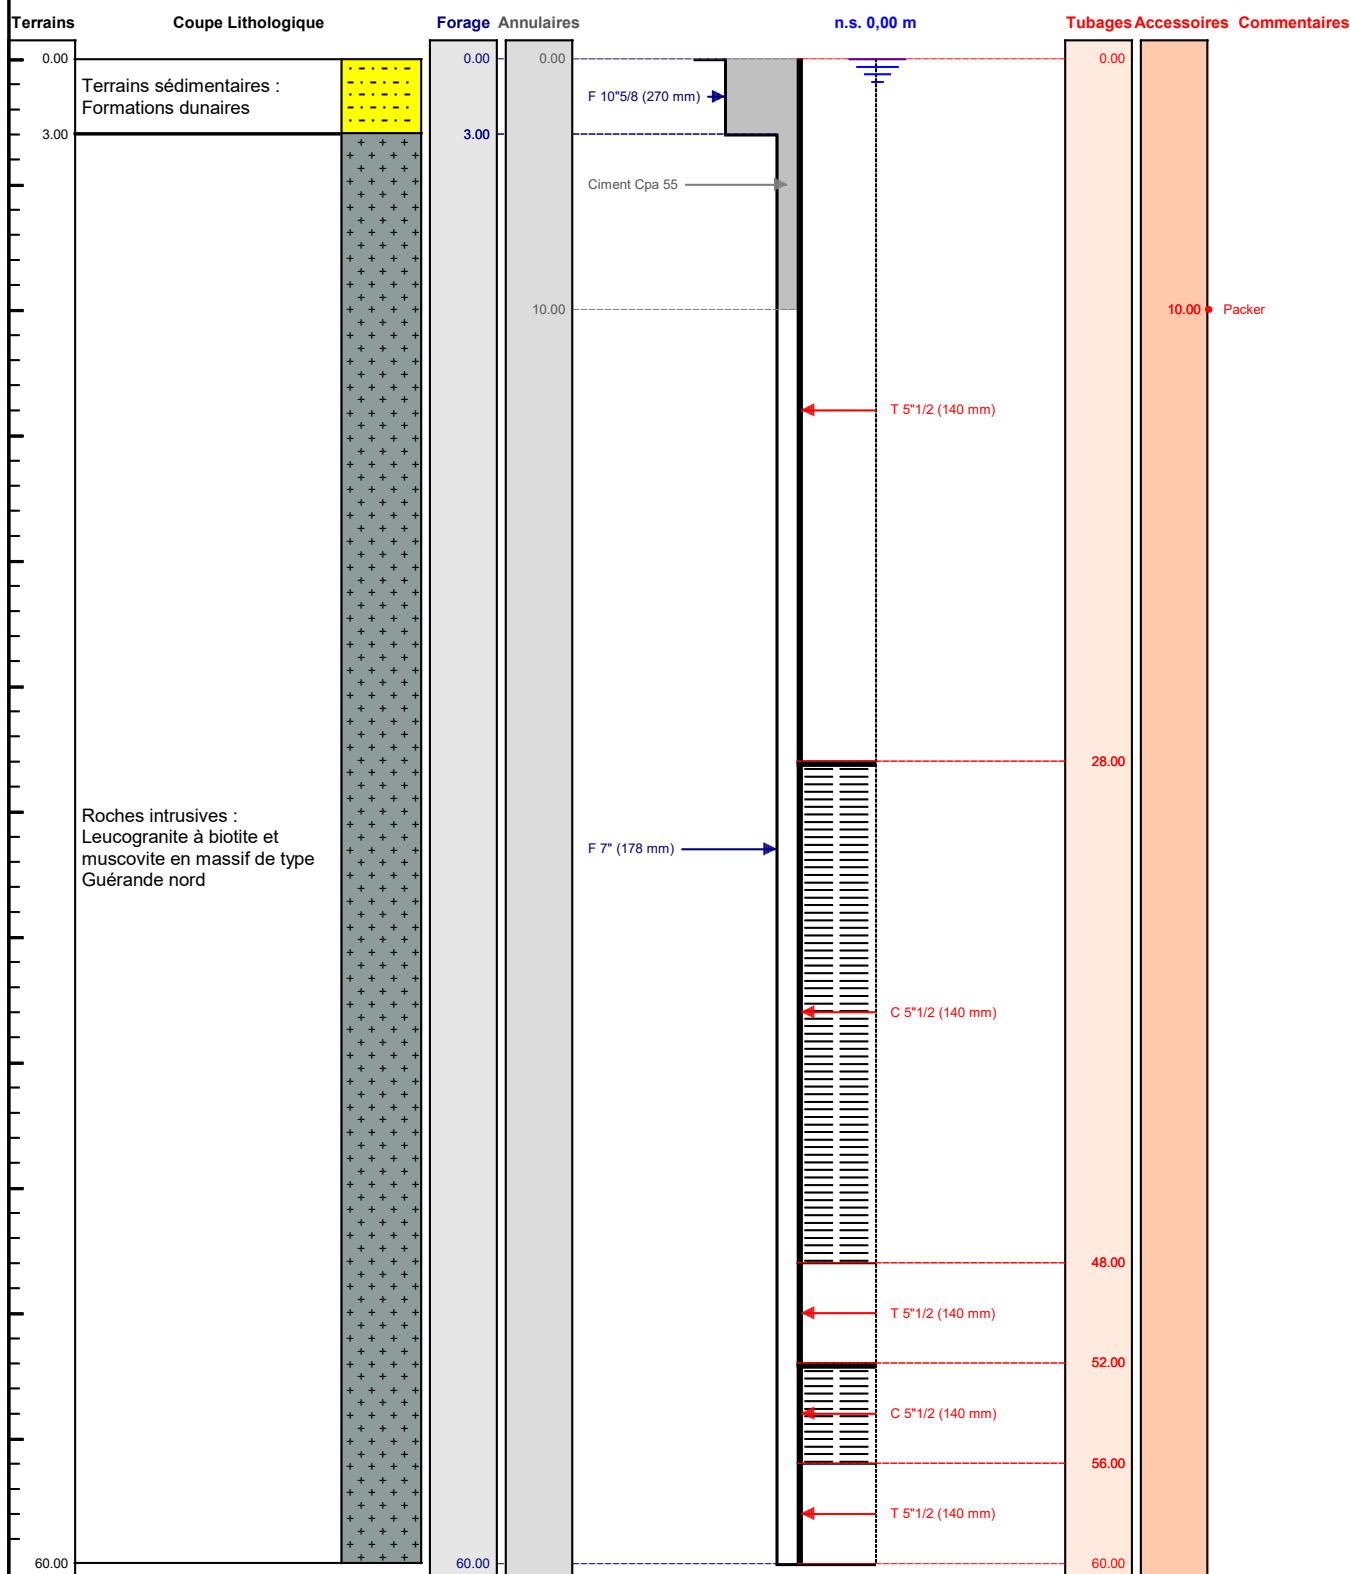 Terrains Coupe Lithologique Forage Annulaires n.s. 0,00 m Tubages Accessoires Commentaires
0.00 0.00 0.00 0.00
Terrains sédimentaires :
Formations dunaires
F 10"5/8 (270 mm)
3.00 3.00
Ciment Cpa 55
10.00 10.00 Packer
T 5"1/2 (140 mm)
28.00
Roches intrusives :
Leucogranite à biotite et
muscovite en massif de type
Guérande nord
F 7" (178 mm)
C 5"1/2 (140 mm)
48.00
T 5"1/2 (140 mm)
52.00
C 5"1/2 (140 mm)
56.00
T 5"1/2 (140 mm)
60.00 60.00 60.00